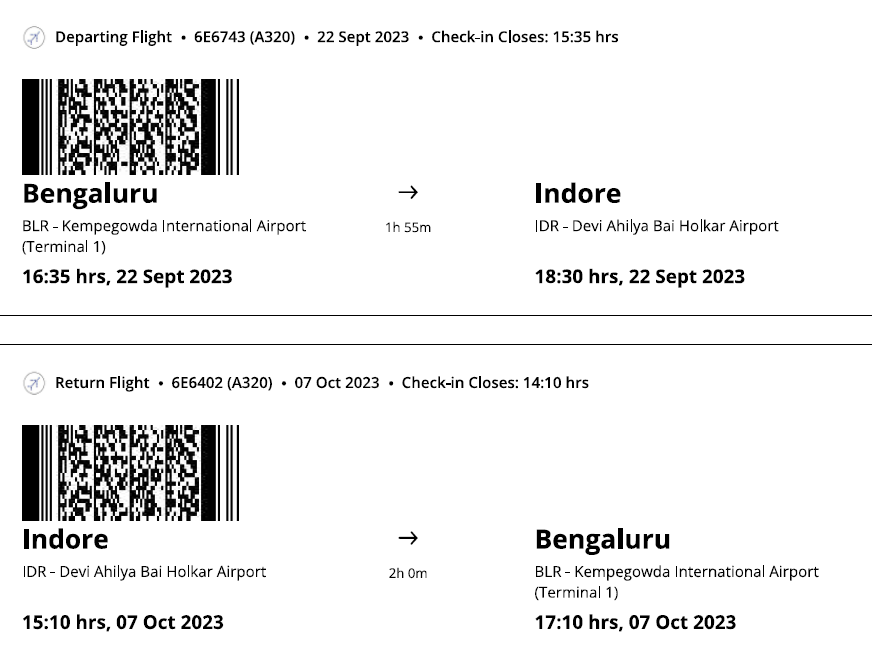 Departing Flight • 6E6743 (A320) • 22 Sept 2023 • Check-in Closes: 15:35 hrs
Bengaluru → Indore
BLR - Kempegowda International Airport
(Terminal 1)
1h 55m
IDR - Devi Ahilya Bai Holkar Airport
16:35 hrs, 22 Sept 2023
18:30 hrs, 22 Sept 2023
Return Flight • 6E6402 (A320) • 07 Oct 2023 • Check-in Closes: 14:10 hrs
Indore → Bengaluru
IDR - Devi Ahilya Bai Holkar Airport
2h 0m
BLR - Kempegowda International Airport
(Terminal 1)
15:10 hrs, 07 Oct 2023
17:10 hrs, 07 Oct 2023